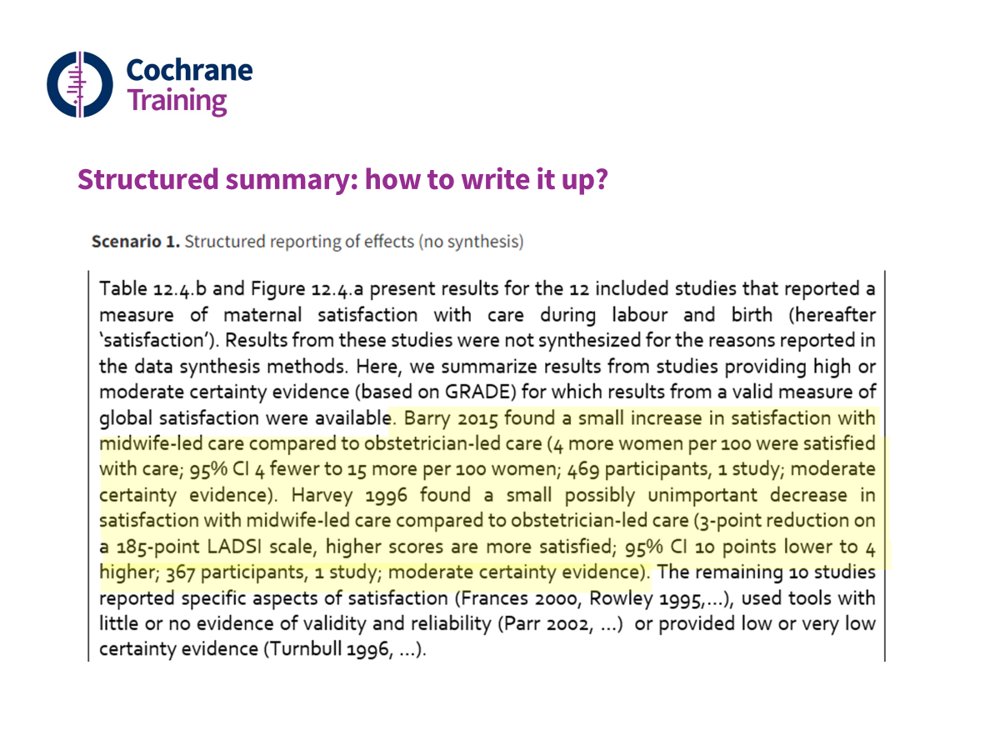 Cochrane
Training
Structured summary: how to write it up?
Scenario 1. Structured reporting of effects (no synthesis)
Table 12.4.b and Figure 12.4.a present results for the 12 included studies that reported a
measure of maternal satisfaction with care during labour and birth (hereafter
‘satisfaction’). Results from these studies were not synthesized for the reasons reported in
the data synthesis methods. Here, we summarize results from studies providing high or
moderate certainty evidence (based on GRADE) for which results from a valid measure of
global satisfaction were available. Barry 2015 found a small increase in satisfaction with
midwife-led care compared to obstetrician-led care (4 more women per 100 were satisfied
with care; 95% CI 4 fewer to 15 more per 100 women; 469 participants, 1 study; moderate
certainty evidence). Harvey 1996 found a small possibly unimportant decrease in
satisfaction with midwife-led care compared to obstetrician-led care (3-point reduction on
a 185-point LADSI scale, higher scores are more satisfied; 95% CI 10 points lower to 4
higher; 367 participants, 1 study; moderate certainty evidence). The remaining 10 studies
reported specific aspects of satisfaction (Frances 2000, Rowley 1995,...), used tools with
little or no evidence of validity and reliability (Parr 2002, ...) or provided low or very low
certainty evidence (Turnbull 1996, ...).